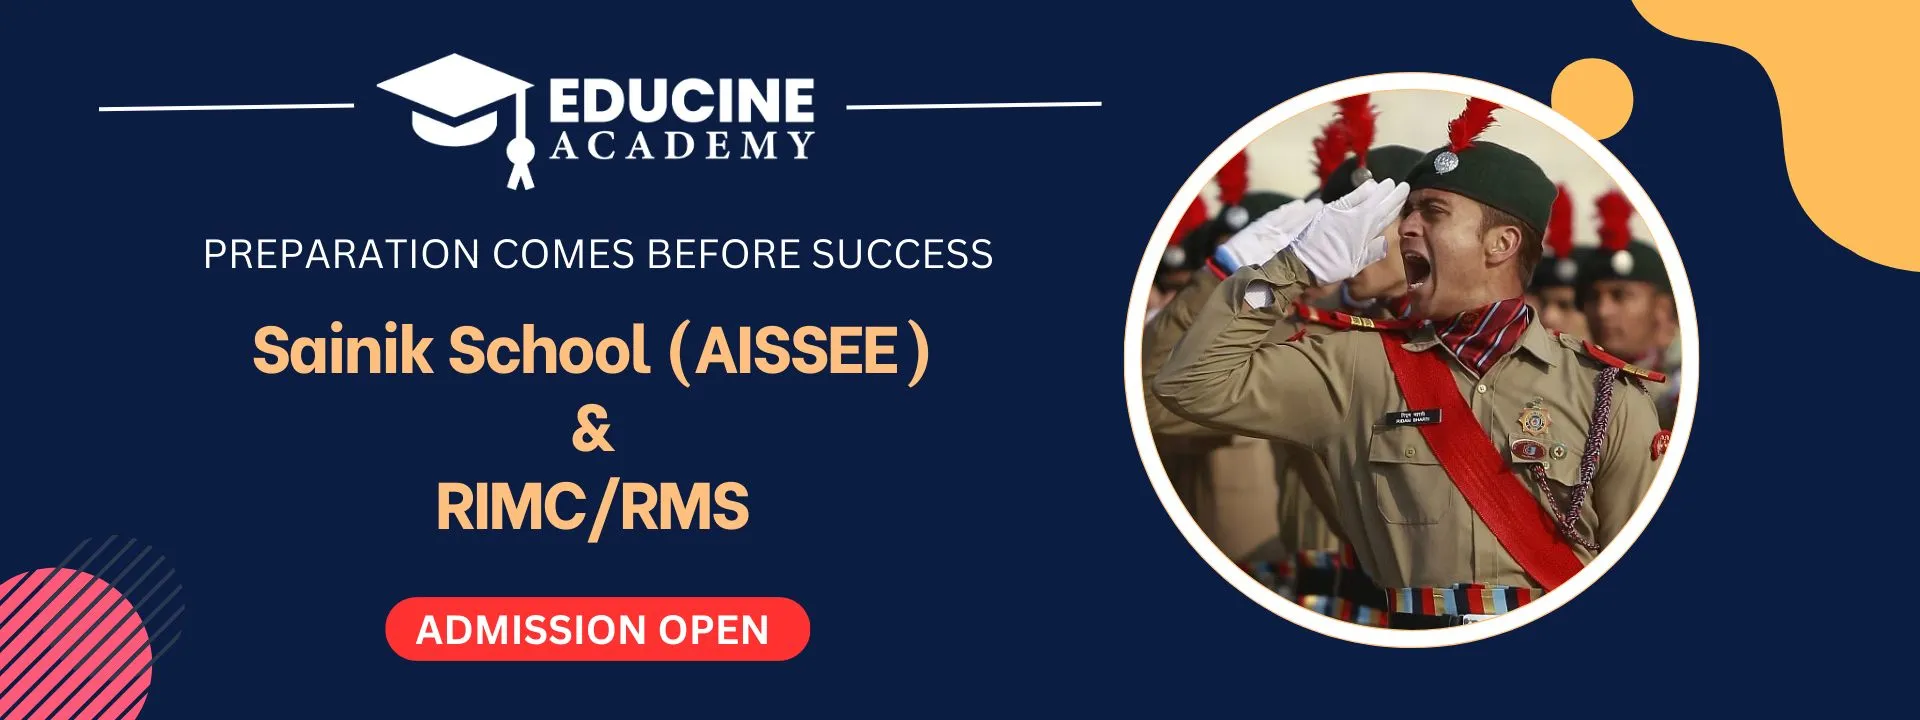 EDUCINE
ACADEMY
PREPARATION COMES BEFORE SUCCESS
Sainik School (AISSEE)
&
RIMC/RMS
ADMISSION OPEN